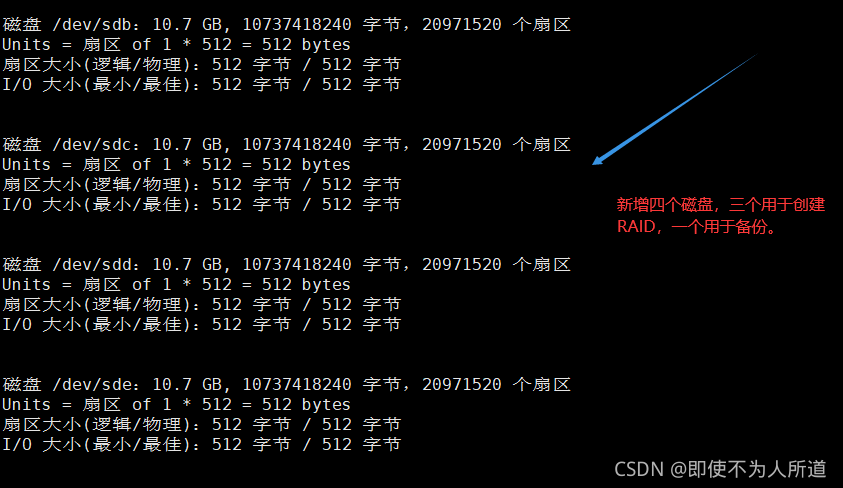 磁盘 /dev/sdb：10.7 GB, 10737418240 字节，20971520 个扇区
Units = 扇区 of 1 * 512 = 512 bytes
扇区大小(逻辑/物理)：512 字节 / 512 字节
I/O 大小(最小/最佳)：512 字节 / 512 字节
磁盘 /dev/sdc：10.7 GB, 10737418240 字节，20971520 个扇区
Units = 扇区 of 1 * 512 = 512 bytes
扇区大小(逻辑/物理)：512 字节 / 512 字节
I/O 大小(最小/最佳)：512 字节 / 512 字节
新增四个磁盘，三个用于创建
RAID，一个用于备份。
磁盘 /dev/sdd：10.7 GB, 10737418240 字节，20971520 个扇区
Units = 扇区 of 1 * 512 = 512 bytes
扇区大小(逻辑/物理)：512 字节 / 512 字节
I/O 大小(最小/最佳)：512 字节 / 512 字节
磁盘 /dev/sde：10.7 GB, 10737418240 字节，20971520 个扇区
Units = 扇区 of 1 * 512 = 512 bytes
扇区大小(逻辑/物理)：512 字节 / 512 字节
I/O 大小(最小/最佳)：512 字节 / 512 字节
CSDN @即使不为人所道